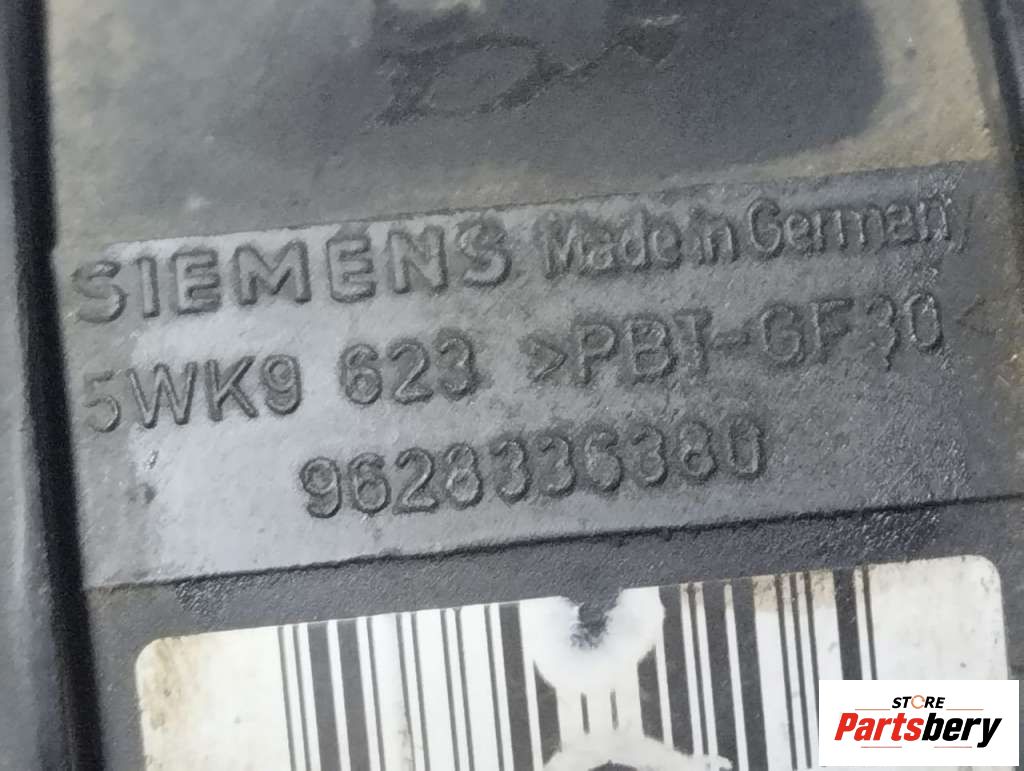 SIEMENS Made in Germany
5WK9 623 >PBT-GF30<
9628336380
STORE
Partsbery